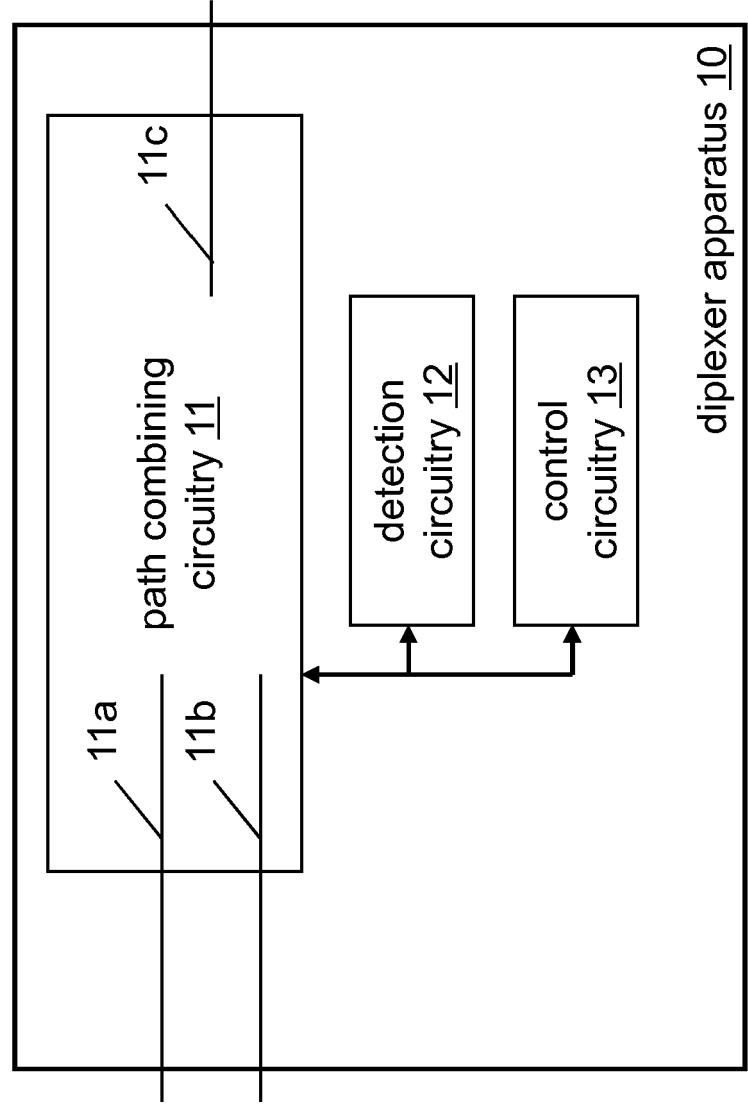 11a
11b
path combining
circuitry 11
11c
detection
circuitry 12
control
circuitry 13
diplexer apparatus 10